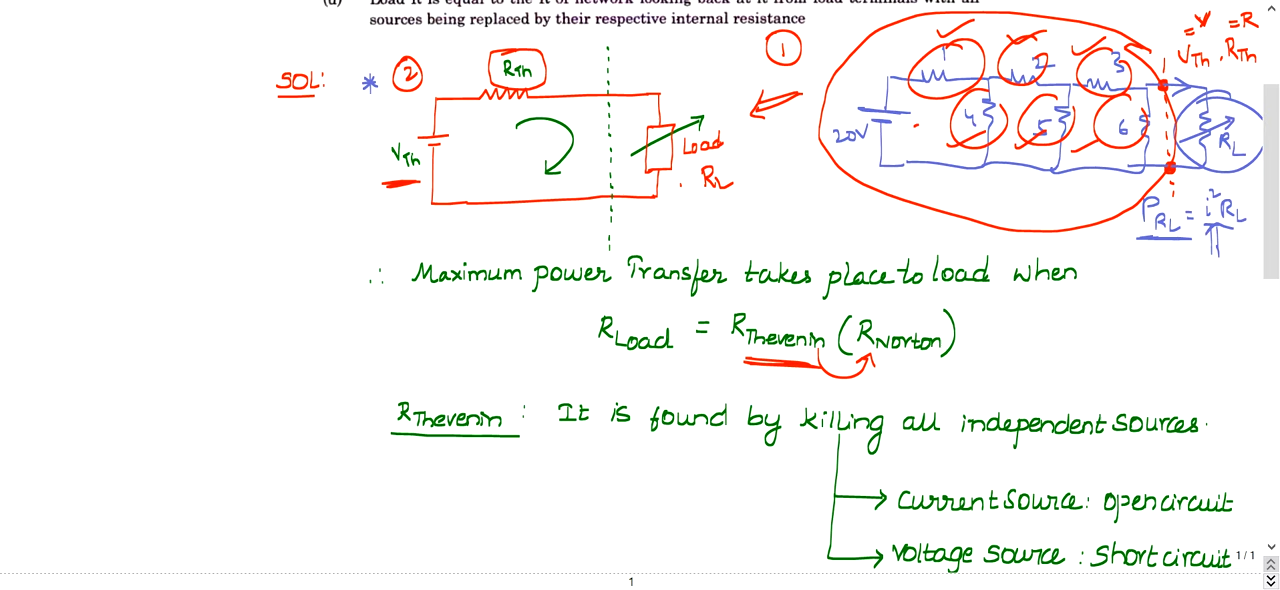 sources being replaced by their respective internal resistance
SOL:
* 2
RTh
VTh
Load
RL
1
1 2 3
4 5 6
20V
RL
=V =R
VTh , RTh
PRL = i²RL
∴ Maximum power Transfer takes place to load when
RLoad = RThevenin (RNorton)
RThevenin : It is found by killing all independent sources.
→ Current Source: open circuit
→ Voltage Source : Short circuit
1/1
1